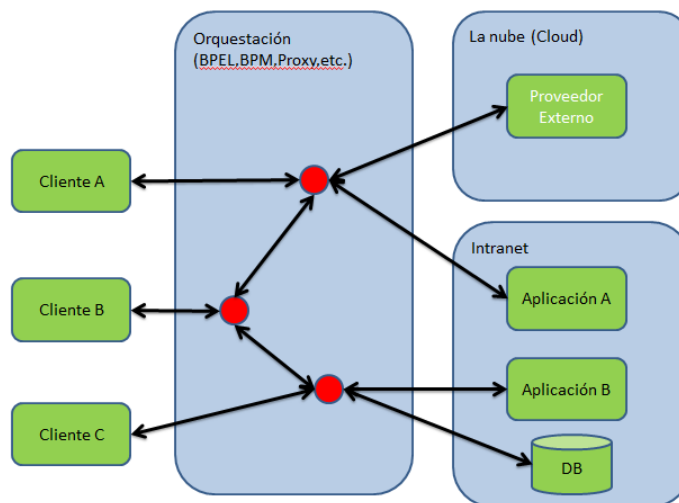 Orquestación
(BPEL,BPM,Proxy,etc.)
La nube (Cloud)
Proveedor
Externo
Cliente A
Intranet
Cliente B
Aplicación A
Aplicación B
Cliente C
DB